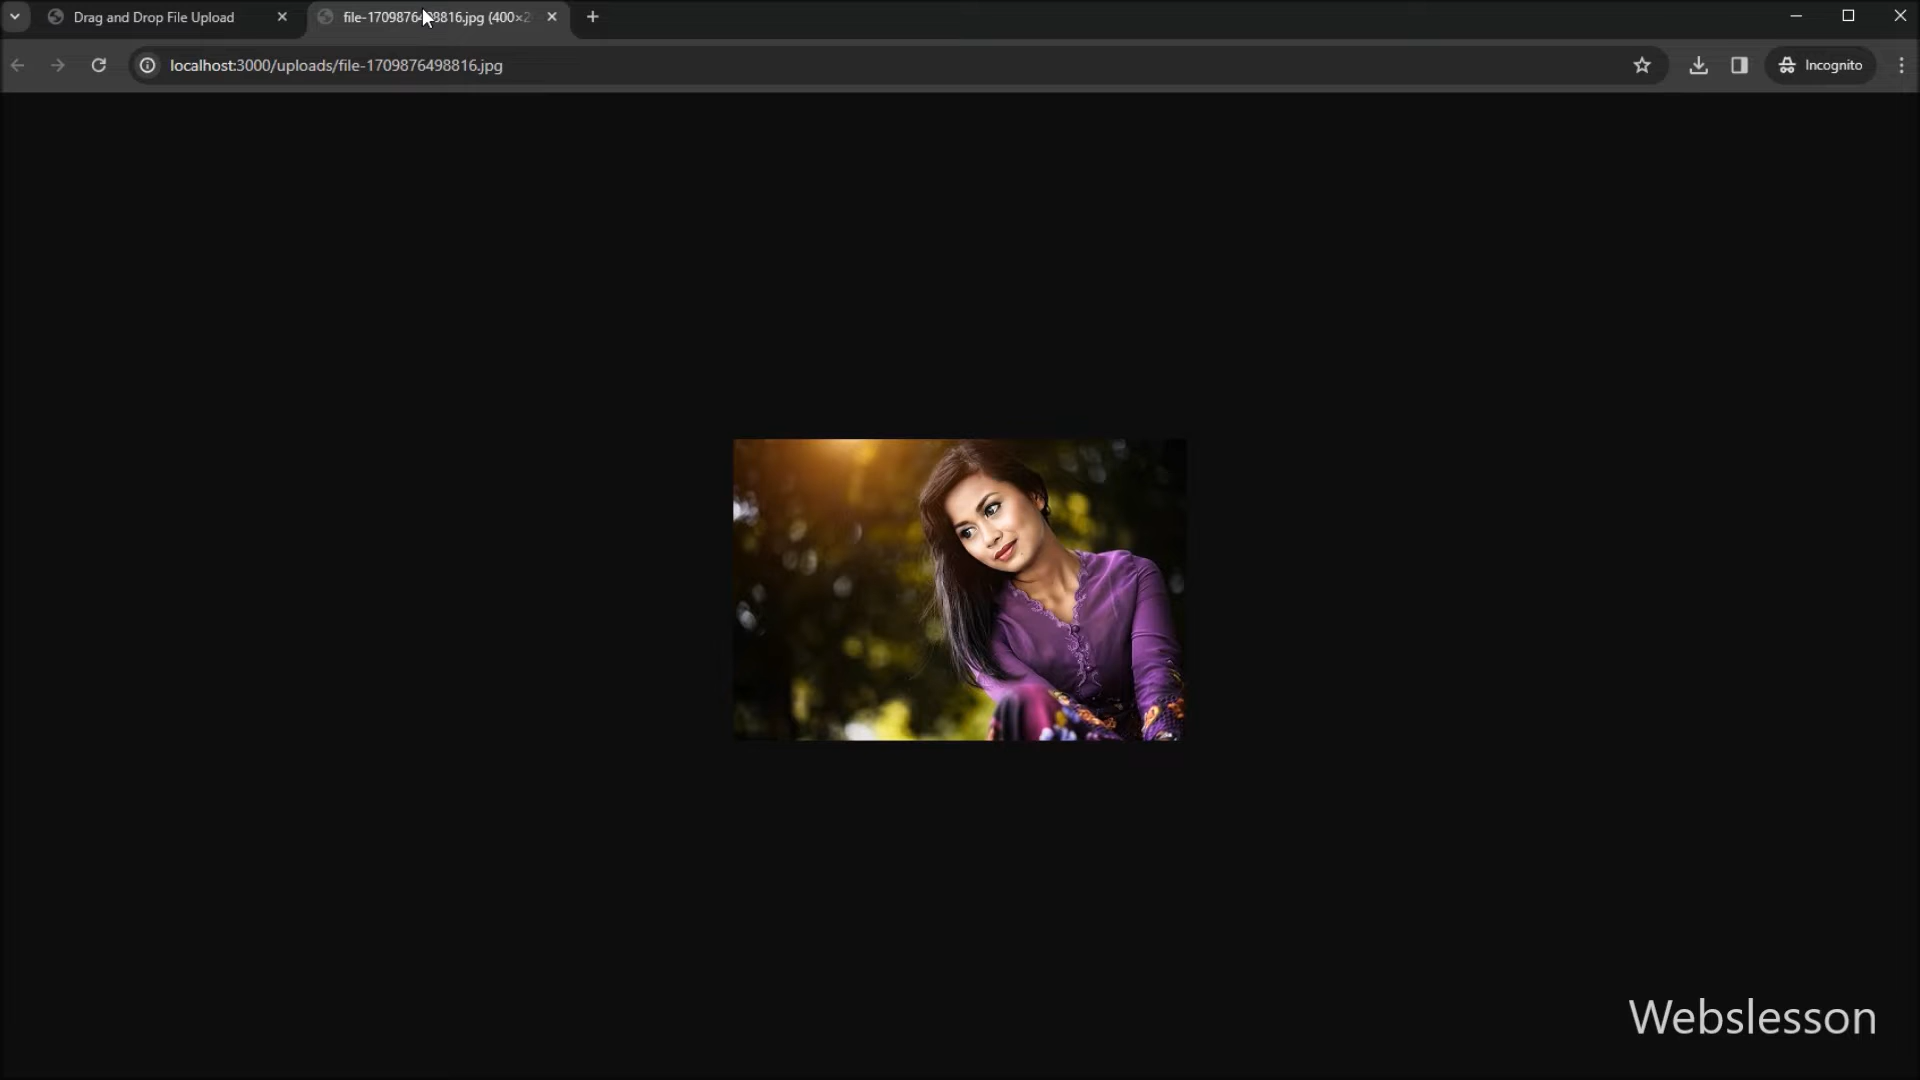 Drag and Drop File Upload
localhost:3000/uploads/file-1709876498816.jpg
Incognito
Webslesson